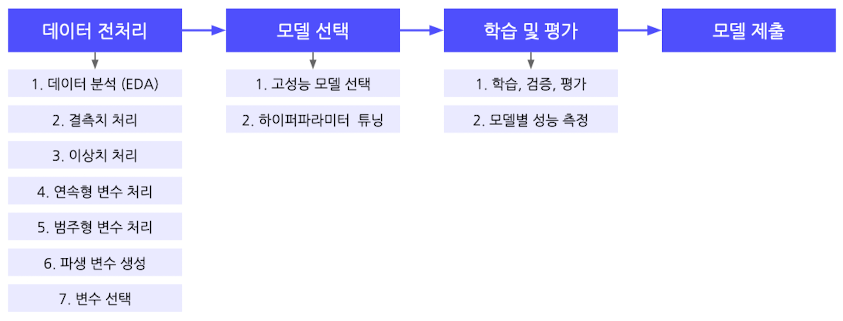 데이터 전처리
1. 데이터 분석 (EDA)
2. 결측치 처리
3. 이상치 처리
4. 연속형 변수 처리
5. 범주형 변수 처리
6. 파생 변수 생성
7. 변수 선택
모델 선택
1. 고성능 모델 선택
2. 하이퍼파라미터 튜닝
학습 및 평가
1. 학습, 검증, 평가
2. 모델별 성능 측정
모델 제출